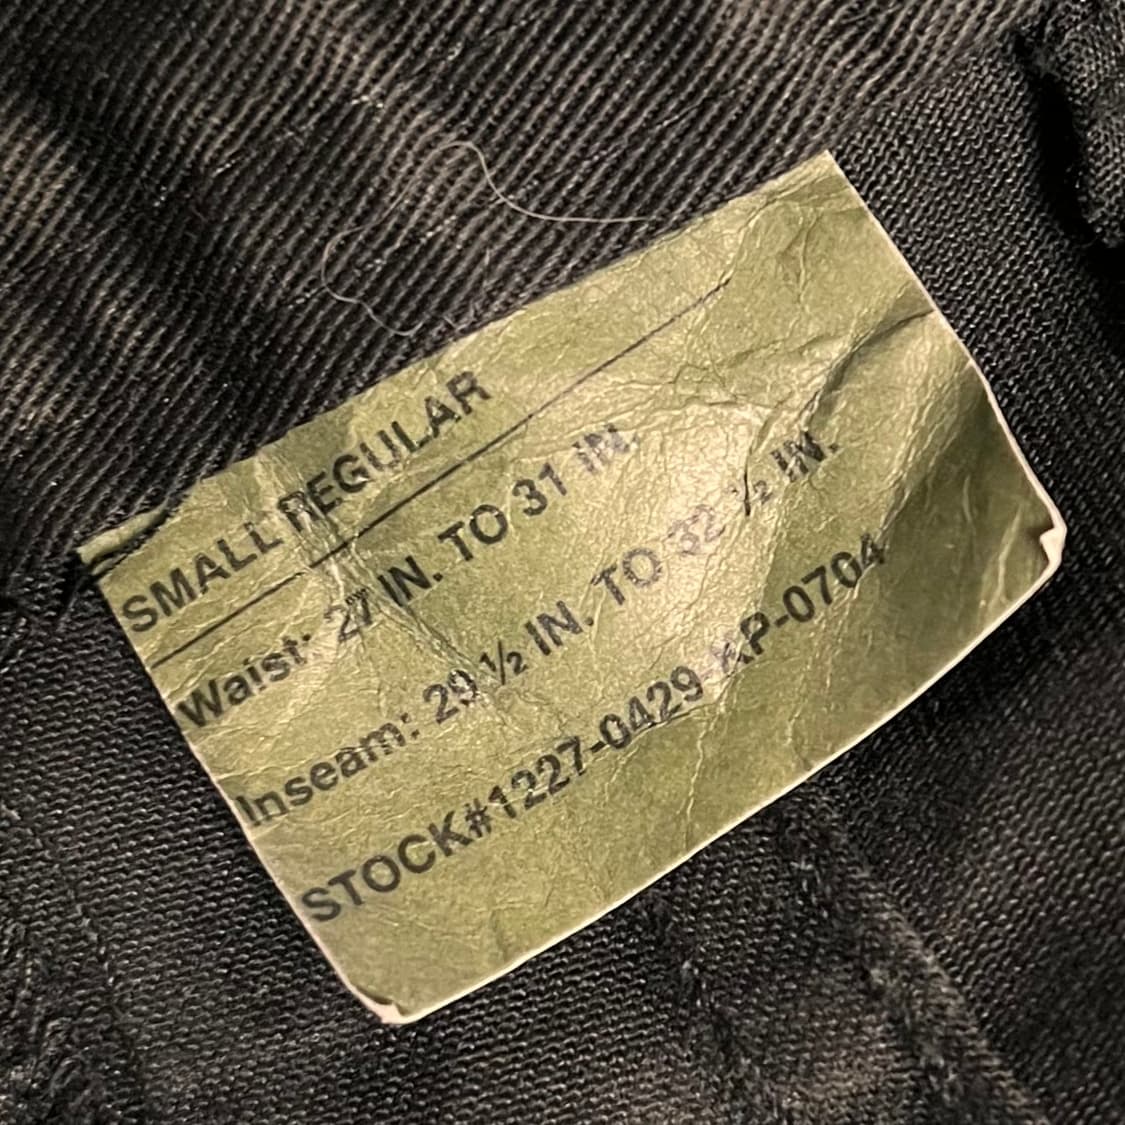 SMALL REGULAR
Waist: 27 IN. TO 31 IN.
Inseam: 29 ½ IN. TO 32 ½ IN.
STOCK#1227-0429-AP-0704